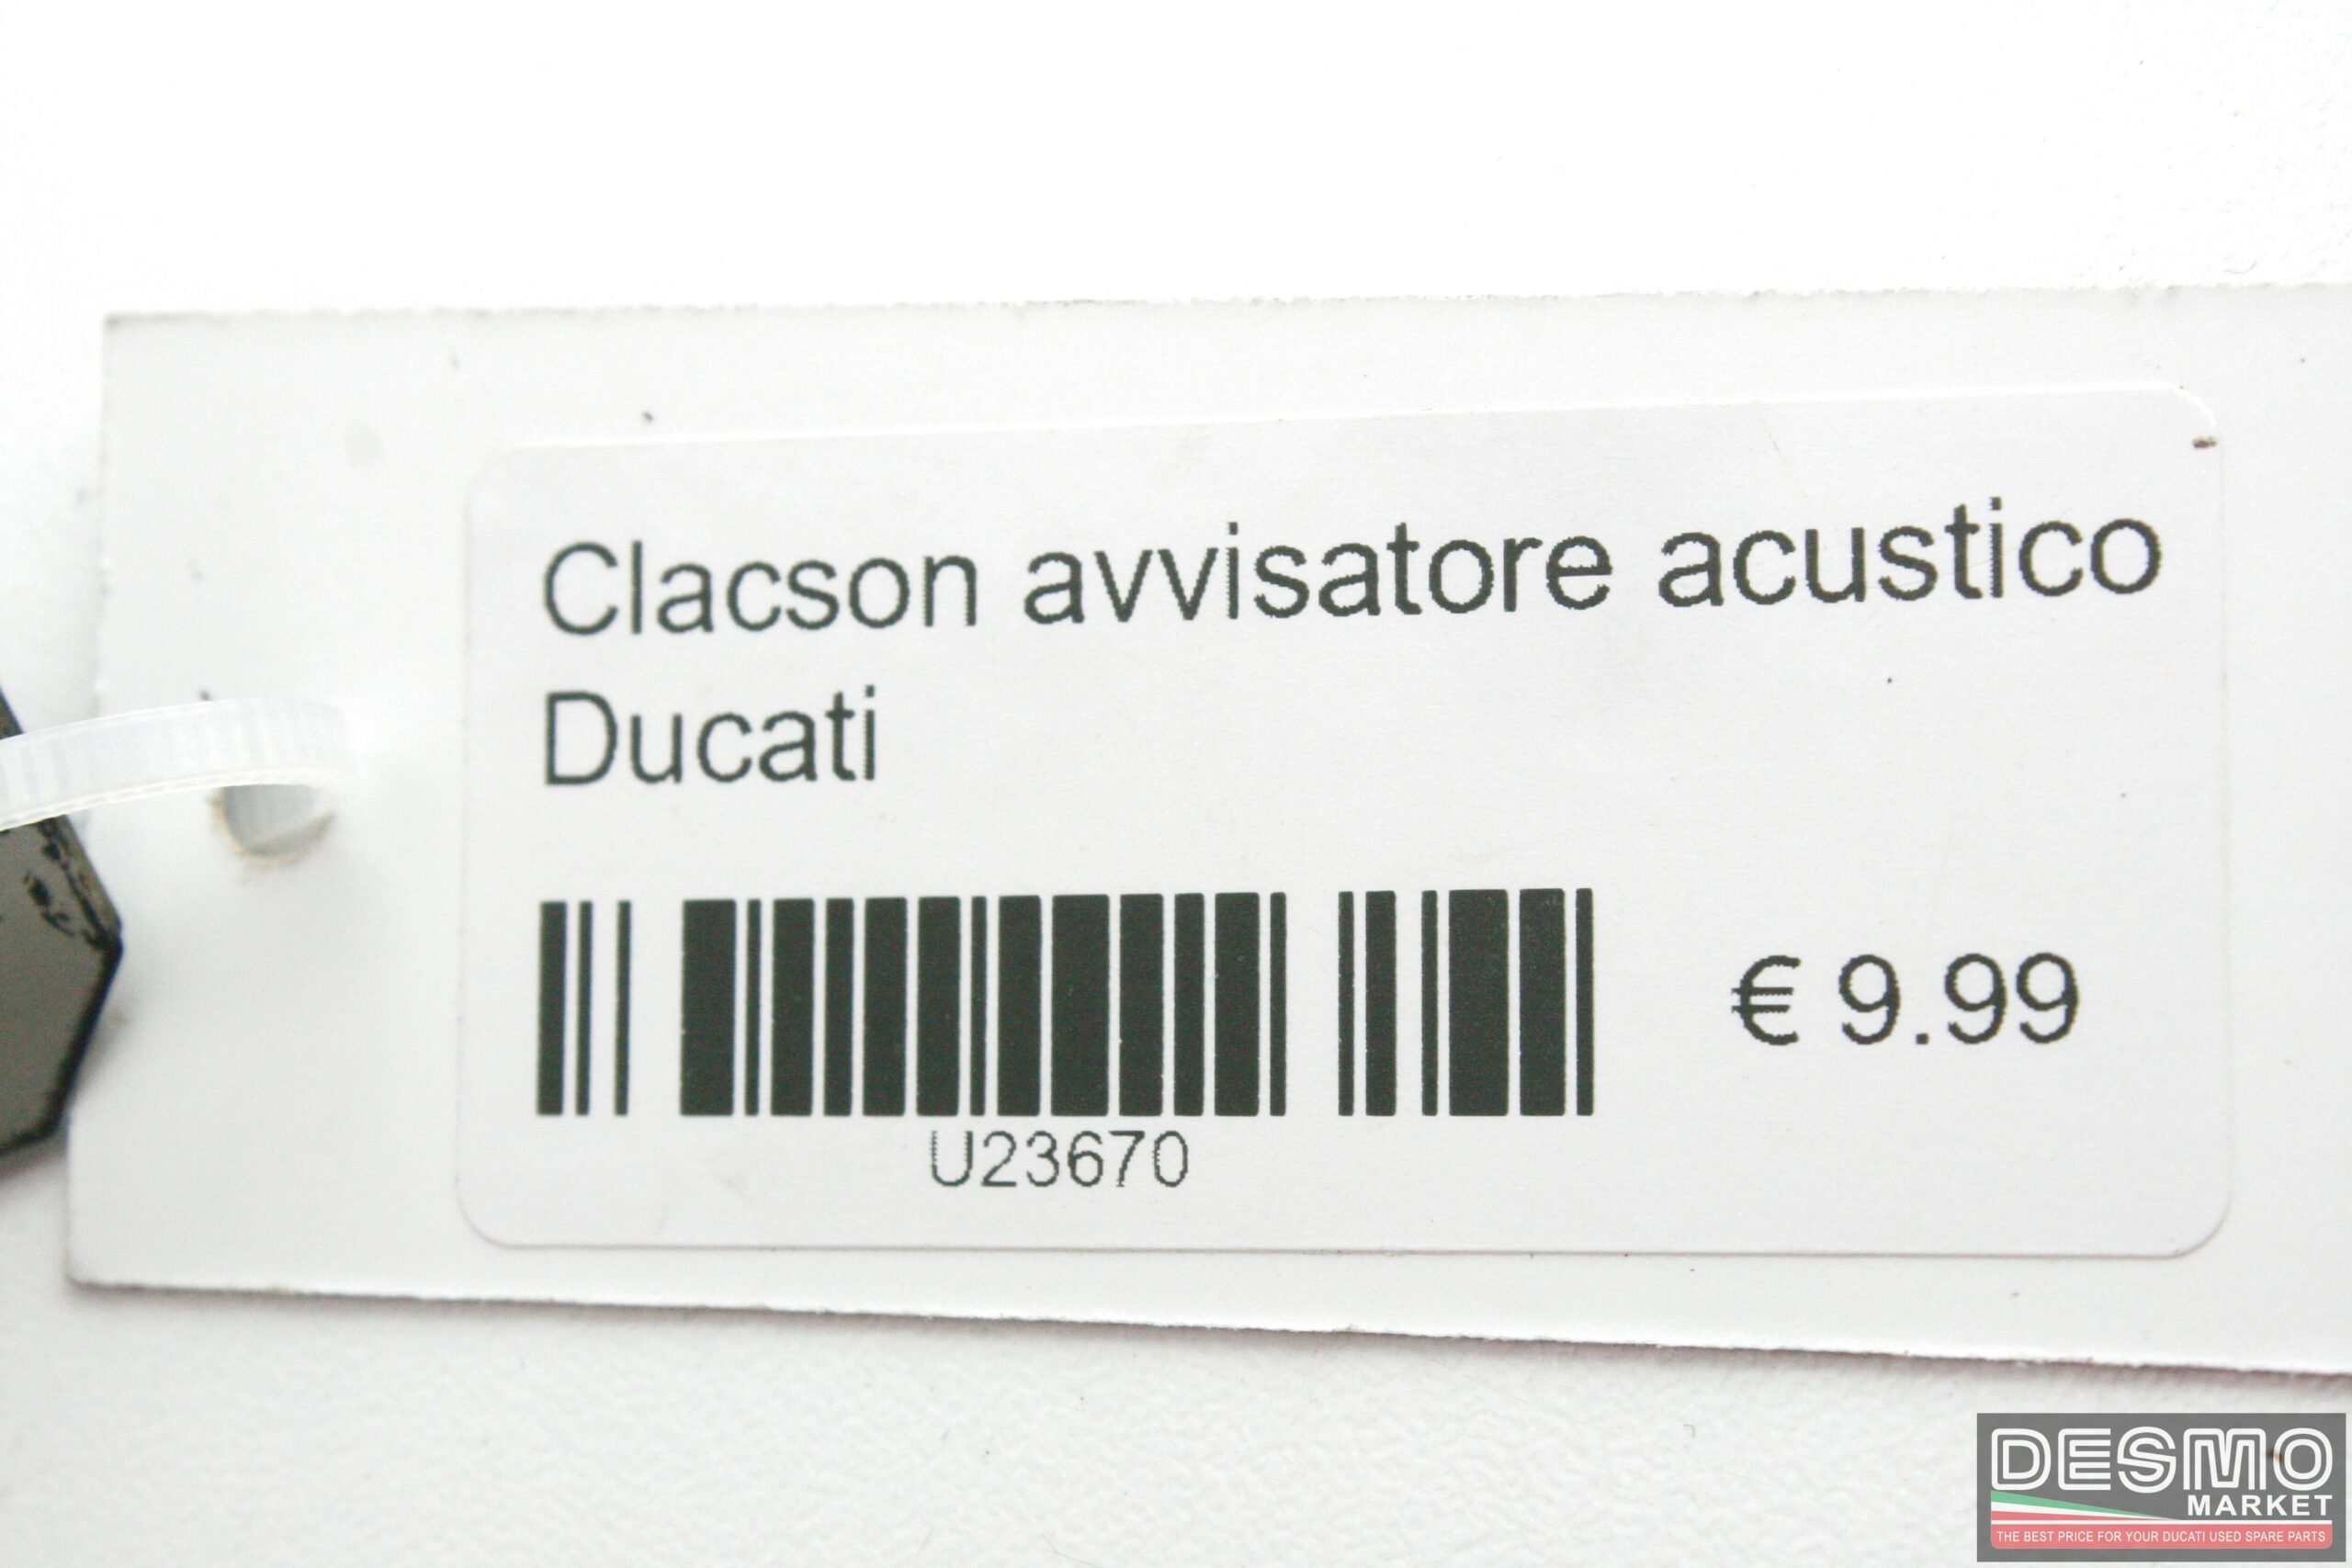 Clacson avvisatore acustico
Ducati
€ 9.99
U23670
DESMO
MARKET
THE BEST PRICE FOR YOUR DUCATI USED SPARE PARTS